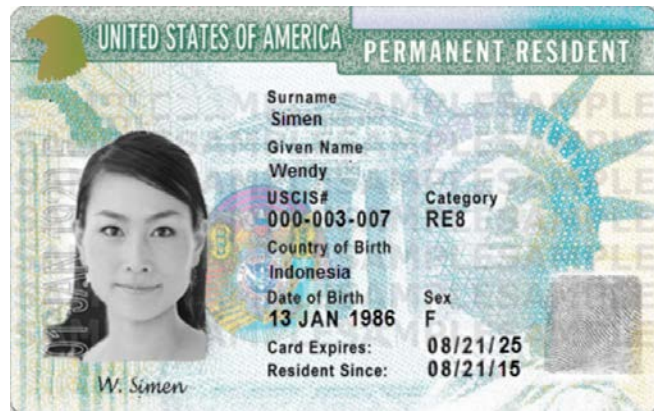 UNITED STATES OF AMERICA
PERMANENT RESIDENT
Surname
Simen
Given Name
Wendy
USCIS# Category
000-003-007 RE8
Country of Birth
Indonesia
Date of Birth Sex
13 JAN 1986 F
Card Expires: 08/21/25
Resident Since: 08/21/15
W. Simen